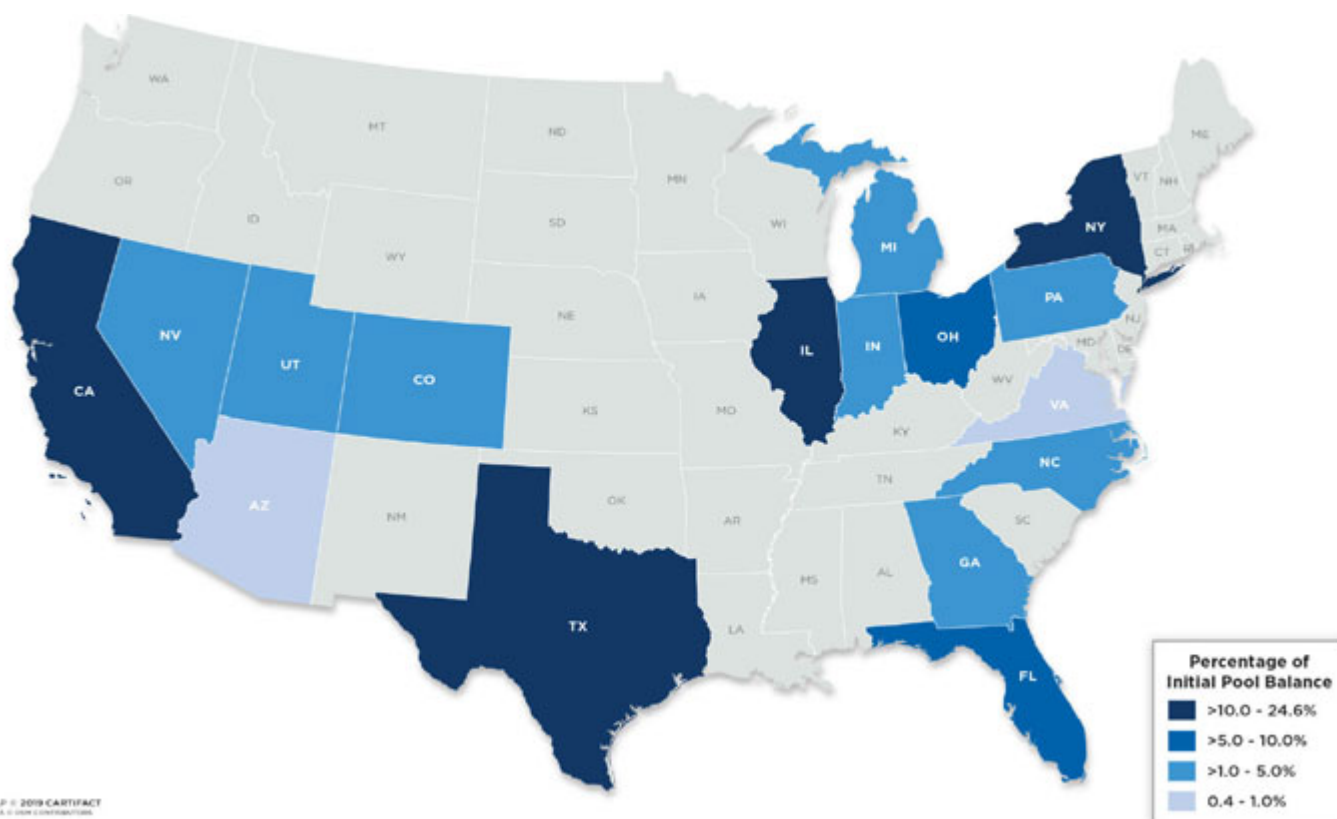 WA
MT
ND
MN
ME
OR
ID
SD
WI
VT
NH
WY
MI
NY
MA
CT
RI
IA
NE
PA
NV
UT
CO
IL
IN
OH
NJ
MD
DE
CA
KS
MO
WV
VA
KY
NC
TN
AZ
NM
OK
AR
SC
MS
AL
GA
TX
LA
FL
Percentage of
Initial Pool Balance
>10.0 - 24.6%
>5.0 - 10.0%
>1.0 - 5.0%
0.4 - 1.0%
© 2019 CARTIFACT